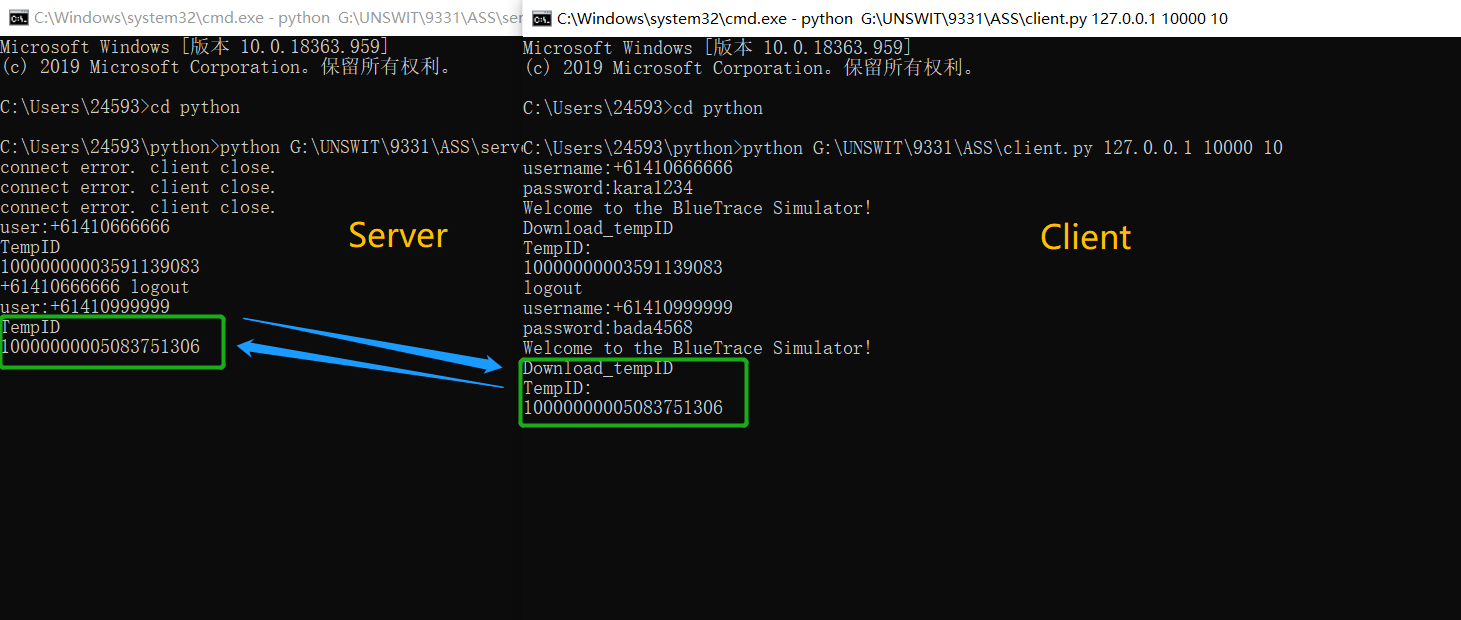 C:\Windows\system32\cmd.exe - python  G:\UNSWIT\9331\ASS\ser
Microsoft Windows [版本 10.0.18363.959]
(c) 2019 Microsoft Corporation。保留所有权利。
C:\Users\24593>cd python
C:\Users\24593\python>python G:\UNSWIT\9331\ASS\serv
connect error. client close.
connect error. client close.
connect error. client close.
user:+61410666666
TempID
10000000003591139083
+61410666666 logout
user:+61410999999
TempID
10000000005083751306
Server
C:\Windows\system32\cmd.exe - python  G:\UNSWIT\9331\ASS\client.py 127.0.0.1 10000 10
Microsoft Windows [版本 10.0.18363.959]
(c) 2019 Microsoft Corporation。保留所有权利。
C:\Users\24593>cd python
C:\Users\24593\python>python G:\UNSWIT\9331\ASS\client.py 127.0.0.1 10000 10
username:+61410666666
password:kara1234
Welcome to the BlueTrace Simulator!
Download_tempID
TempID:
10000000003591139083
logout
username:+61410999999
password:bada4568
Welcome to the BlueTrace Simulator!
Download_tempID
TempID:
10000000005083751306
Client